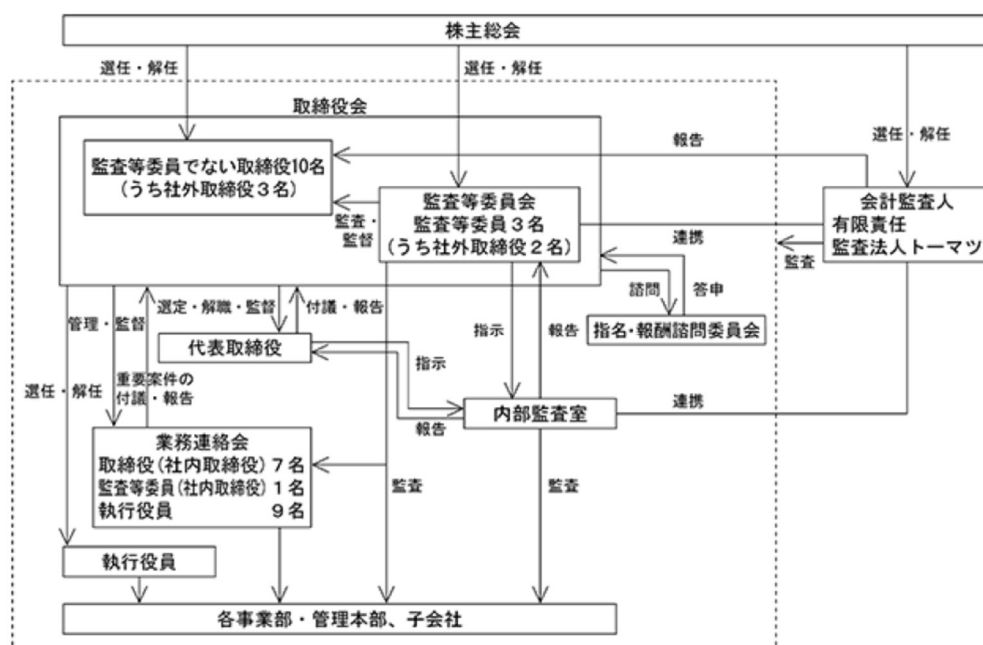 株主総会
選任・解任
選任・解任
選任・解任
取締役会
監査等委員でない取締役10名
(うち社外取締役3名)
報告
監査等委員会
監査等委員3名
(うち社外取締役2名)
監査・
監督
会計監査人
有限責任
監査法人トーマツ
連携
監査
諮問
答申
指名・報酬諮問委員会
選定・解職・監督
付議・報告
管理・監督
代表取締役
指示
報告
指示
選任・解任
重要案件の
付議・報告
報告
内部監査室
連携
業務連絡会
取締役(社内取締役)7名
監査等委員(社内取締役)1名
執行役員 9名
監査
監査
執行役員
各事業部・管理本部、子会社